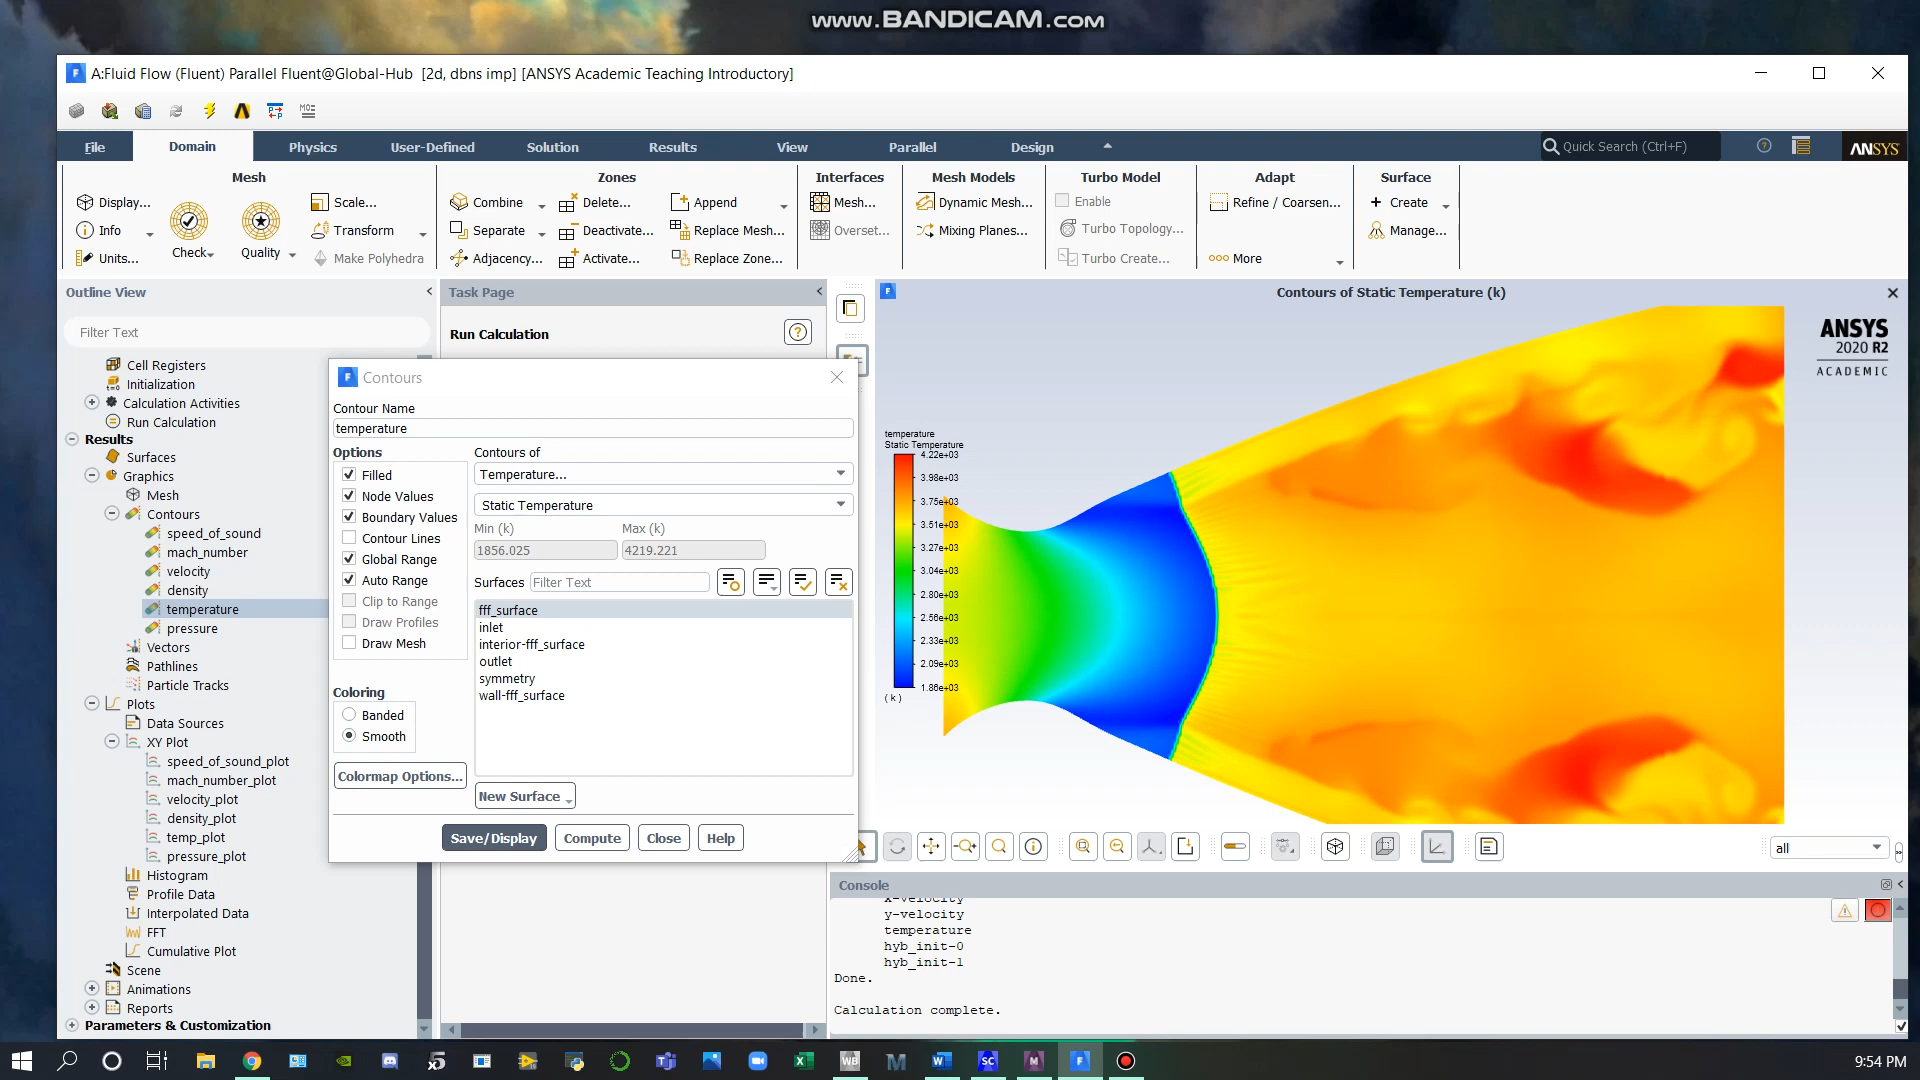 www.BANDICAM.com
A:Fluid Flow (Fluent) Parallel Fluent@Global-Hub [2d, dbns imp] [ANSYS Academic Teaching Introductory]
File
Domain
Physics
User-Defined
Solution
Results
View
Parallel
Design
Quick Search (Ctrl+F)
ANSYS
Mesh
Display...
Info
Units...
Check
Quality
Scale...
Transform
Make Polyhedra
Zones
Combine
Separate
Adjacency...
Delete...
Deactivate...
Activate...
Append
Replace Mesh...
Replace Zone...
Interfaces
Mesh...
Overset...
Mesh Models
Dynamic Mesh...
Mixing Planes...
Turbo Model
Enable
Turbo Topology...
Turbo Create...
Adapt
Refine / Coarsen...
More
Surface
Create
Manage...
Outline View
Filter Text
Cell Registers
Initialization
Calculation Activities
Run Calculation
Results
Surfaces
Graphics
Mesh
Contours
speed_of_sound
mach_number
velocity
density
temperature
pressure
Vectors
Pathlines
Particle Tracks
Plots
Data Sources
XY Plot
speed_of_sound_plot
mach_number_plot
velocity_plot
density_plot
temp_plot
pressure_plot
Histogram
Profile Data
Interpolated Data
FFT
Cumulative Plot
Scene
Animations
Reports
Parameters & Customization
Task Page
Run Calculation
Contours
Contour Name
temperature
Options
Filled
Node Values
Boundary Values
Contour Lines
Global Range
Auto Range
Clip to Range
Draw Profiles
Draw Mesh
Coloring
Banded
Smooth
Colormap Options...
Contours of
Temperature...
Static Temperature
Min (k)
Max (k)
1856.025
4219.221
Surfaces
Filter Text
fff_surface
inlet
interior-fff_surface
outlet
symmetry
wall-fff_surface
New Surface
Save/Display
Compute
Close
Help
Contours of Static Temperature (k)
ANSYS
2020 R2
ACADEMIC
temperature
Static Temperature
4.22e+03
3.98e+03
3.75e+03
3.51e+03
3.27e+03
3.04e+03
2.80e+03
2.56e+03
2.33e+03
2.09e+03
1.86e+03
(k)
all
Console
x-velocity
y-velocity
temperature
hyb_init-0
hyb_init-1
Done.
Calculation complete.
9:54 PM